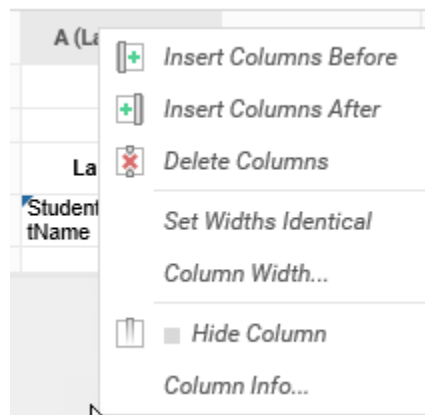 A (La
Insert Columns Before
Insert Columns After
La
Delete Columns
Student
tName
Set Widths Identical
Column Width...
Hide Column
Column Info...